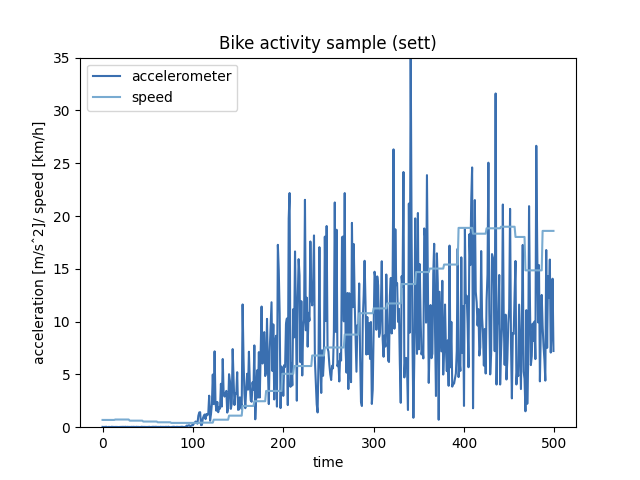 Bike activity sample (sett)
accelerometer
speed
35
30
25
20
15
10
5
0
acceleration [m/s^2]/ speed [km/h]
0 100 200 300 400 500
time